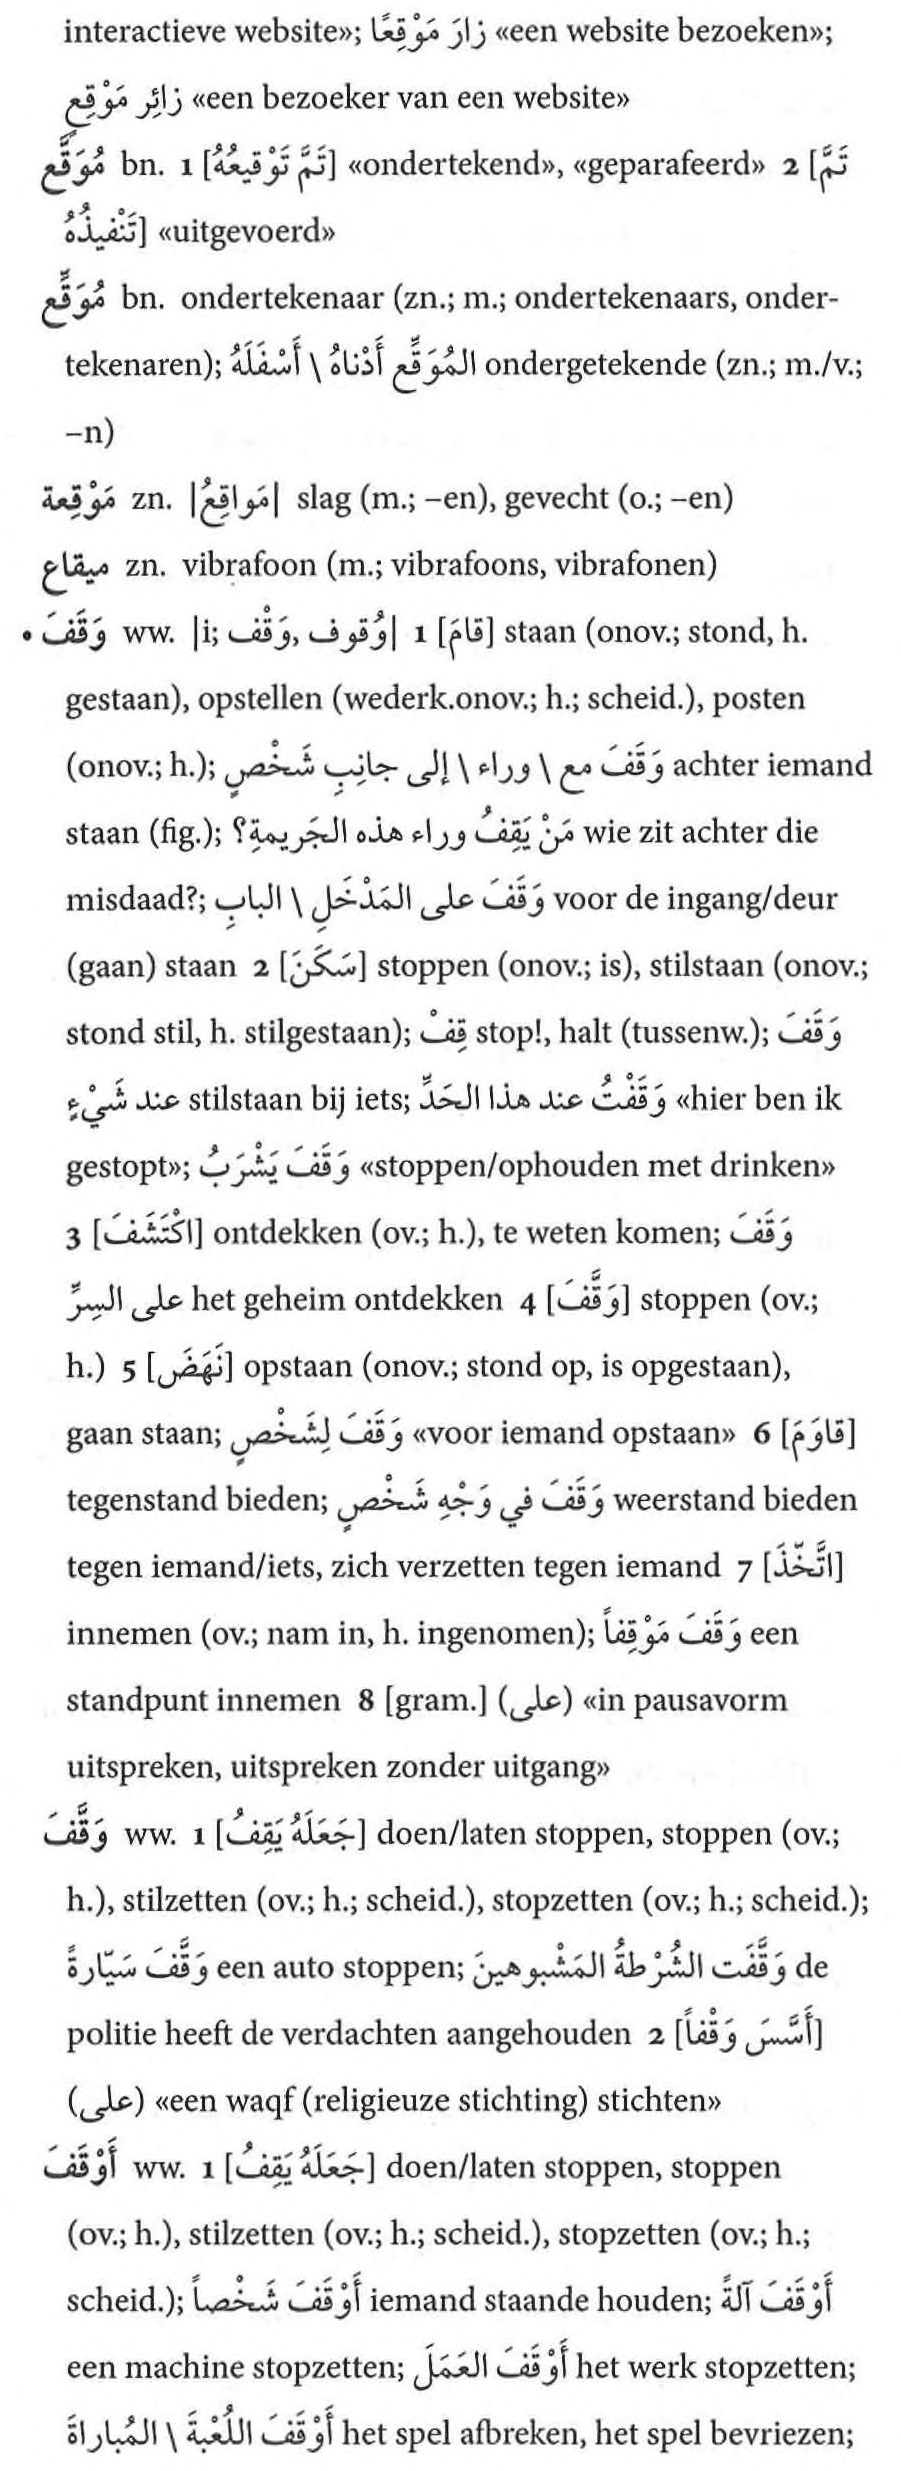 interactieve website»; زارَ مَوْقِعًا «een website bezoeken»;
زائِر مَوْقِع «een bezoeker van een website»
مُوَقَّع bn. 1 [تَمَّ تَوْقيعُهُ] «ondertekend», «geparafeerd» 2 [تَمَّ
تَنْفيذُهُ] «uitgevoerd»
مُوَقِّع bn. ondertekenaar (zn.; m.; ondertekenaars, onder-
tekenaren); المُوَقِّع أَدْناهُ \ أَسْفَلَهُ ondergetekende (zn.; m./v.;
–n)
مَوْقِعة zn. |مَواقِعُ| slag (m.; –en), gevecht (o.; –en)
ميقاع zn. vibrafoon (m.; vibrafoons, vibrafonen)
• وَقَفَ ww. |i; وُقوف, وَقْف| 1 [قامَ] staan (onov.; stond, h.
gestaan), opstellen (wederk.onov.; h.; scheid.), posten
(onov.; h.); وَقَفَ مع \ وراء \ إلى جانِبِ شَخْصٍ achter iemand
staan (fig.); مَنْ يَقِفُ وراء هذه الجَريمةِ؟ wie zit achter die
misdaad?; وَقَفَ على المَدْخَلِ \ البابِ voor de ingang/deur
(gaan) staan 2 [سَكَنَ] stoppen (onov.; is), stilstaan (onov.;
stond stil, h. stilgestaan); قِفْ stop!, halt (tussenw.); وَقَفَ
عند شَيْءٍ stilstaan bij iets; وَقَفْتُ عند هذا الحَدِّ «hier ben ik
gestopt»; وَقَفَ يَشْرَبُ «stoppen/ophouden met drinken»
3 [اكْتَشَفَ] ontdekken (ov.; h.), te weten komen; وَقَفَ
على السِرِّ het geheim ontdekken 4 [وَقَّفَ] stoppen (ov.;
h.) 5 [نَهَضَ] opstaan (onov.; stond op, is opgestaan),
gaan staan; وَقَفَ لِشَخْصٍ «voor iemand opstaan» 6 [قاوَمَ]
tegenstand bieden; وَقَفَ في وَجْهِ شَخْصٍ weerstand bieden
tegen iemand/iets, zich verzetten tegen iemand 7 [اتَّخَّذَ]
innemen (ov.; nam in, h. ingenomen); وَقَفَ مَوْقِفاً een
standpunt innemen 8 [gram.] (على) «in pausavorm
uitspreken, uitspreken zonder uitgang»
وَقَّفَ ww. 1 [جَعَلَهُ يَقِفُ] doen/laten stoppen, stoppen (ov.;
h.), stilzetten (ov.; h.; scheid.), stopzetten (ov.; h.; scheid.);
وَقَّفَ سَيّارةً een auto stoppen; وَقَّفَت الشُرْطةُ المَشْبوهينَ de
politie heeft de verdachten aangehouden 2 [أَسَّسَ وَقْفاً]
(على) «een waqf (religieuze stichting) stichten»
أَوْقَفَ ww. 1 [جَعَلَهُ يَقِفُ] doen/laten stoppen, stoppen
(ov.; h.), stilzetten (ov.; h.; scheid.), stopzetten (ov.; h.;
scheid.); أَوْقَفَ شَخْصاً iemand staande houden; أَوْقَفَ آلةً
een machine stopzetten; أَوْقَفَ العَمَلَ het werk stopzetten;
أَوْقَفَ اللُعْبةَ \ المُباراةَ het spel afbreken, het spel bevriezen;